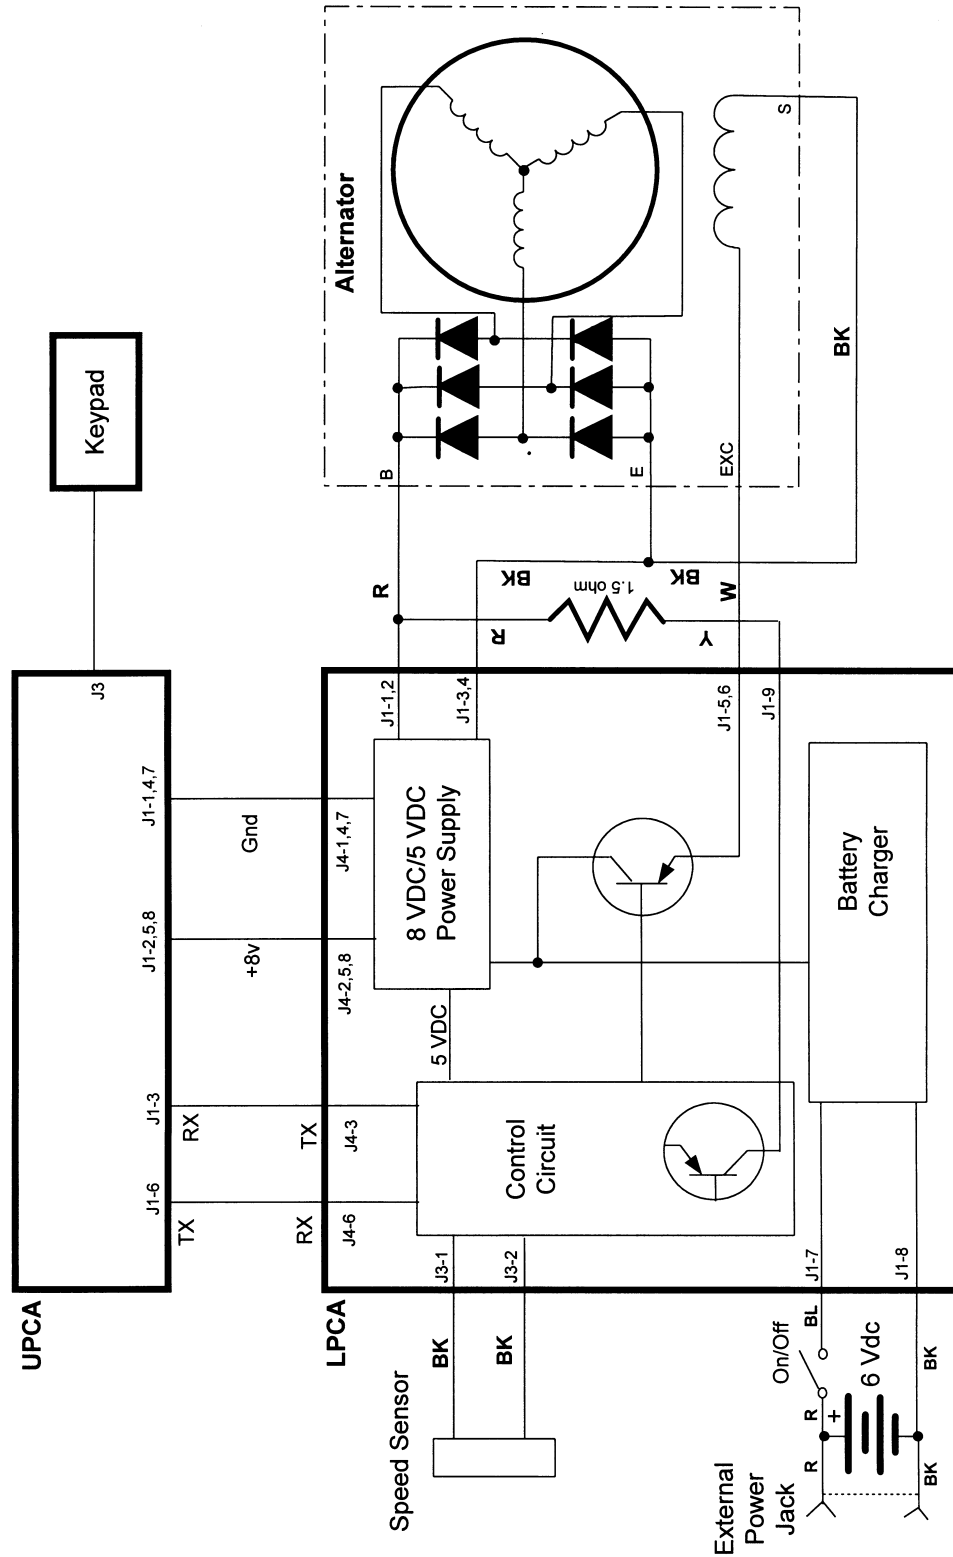 UPCA
J1-6
J1-3
J1-2,5,8
J1-1,4,7
J3
Keypad
TX
RX
+8v
Gnd
RX
TX
LPCA
J4-6
J4-3
J4-2,5,8
J4-1,4,7
J1-1,2
R
B
Alternator
Speed Sensor
BK
J3-1
5 VDC
8 VDC/5 VDC
Power Supply
J1-3,4
BK
BK
J3-2
Control
Circuit
R
1.5 ohm
BK
E
Y
W
J1-5,6
EXC
J1-9
S
External
Power
Jack
On/Off
R
R
BL
J1-7
+
6 Vdc
Battery
Charger
BK
BK
BK
J1-8